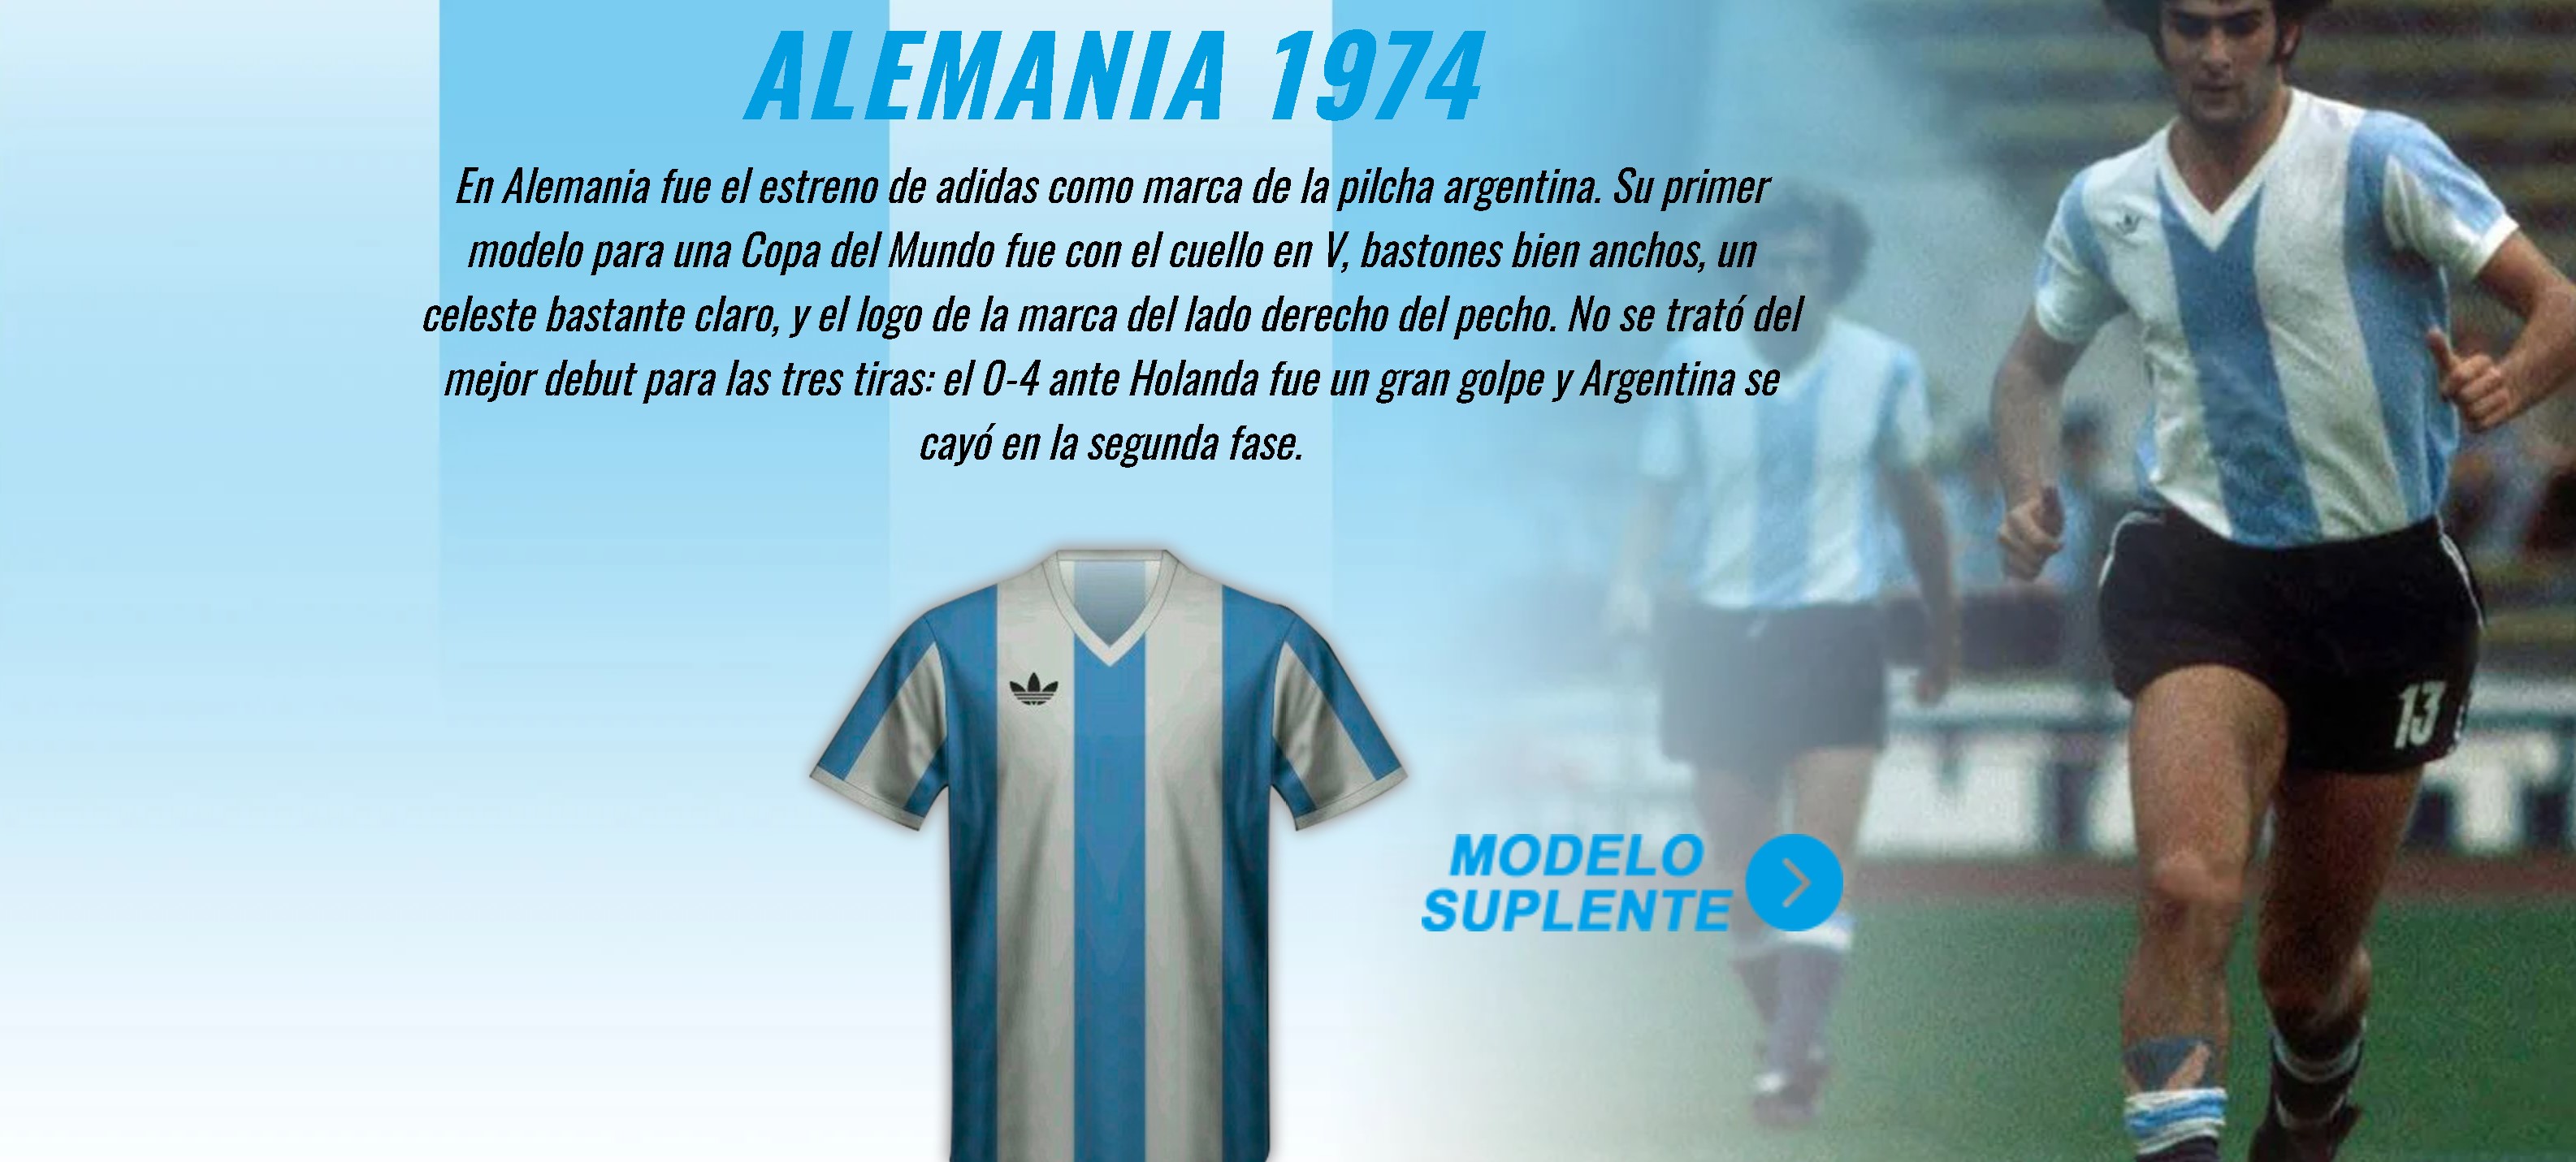 ALEMANIA 1974
En Alemania fue el estreno de adidas como marca de la pilcha argentina. Su primer
modelo para una Copa del Mundo fue con el cuello en V, bastones bien anchos, un
celeste bastante claro, y el logo de la marca del lado derecho del pecho. No se trató del
mejor debut para las tres tiras: el 0-4 ante Holanda fue un gran golpe y Argentina se
cayó en la segunda fase.
13
MODELO
SUPLENTE